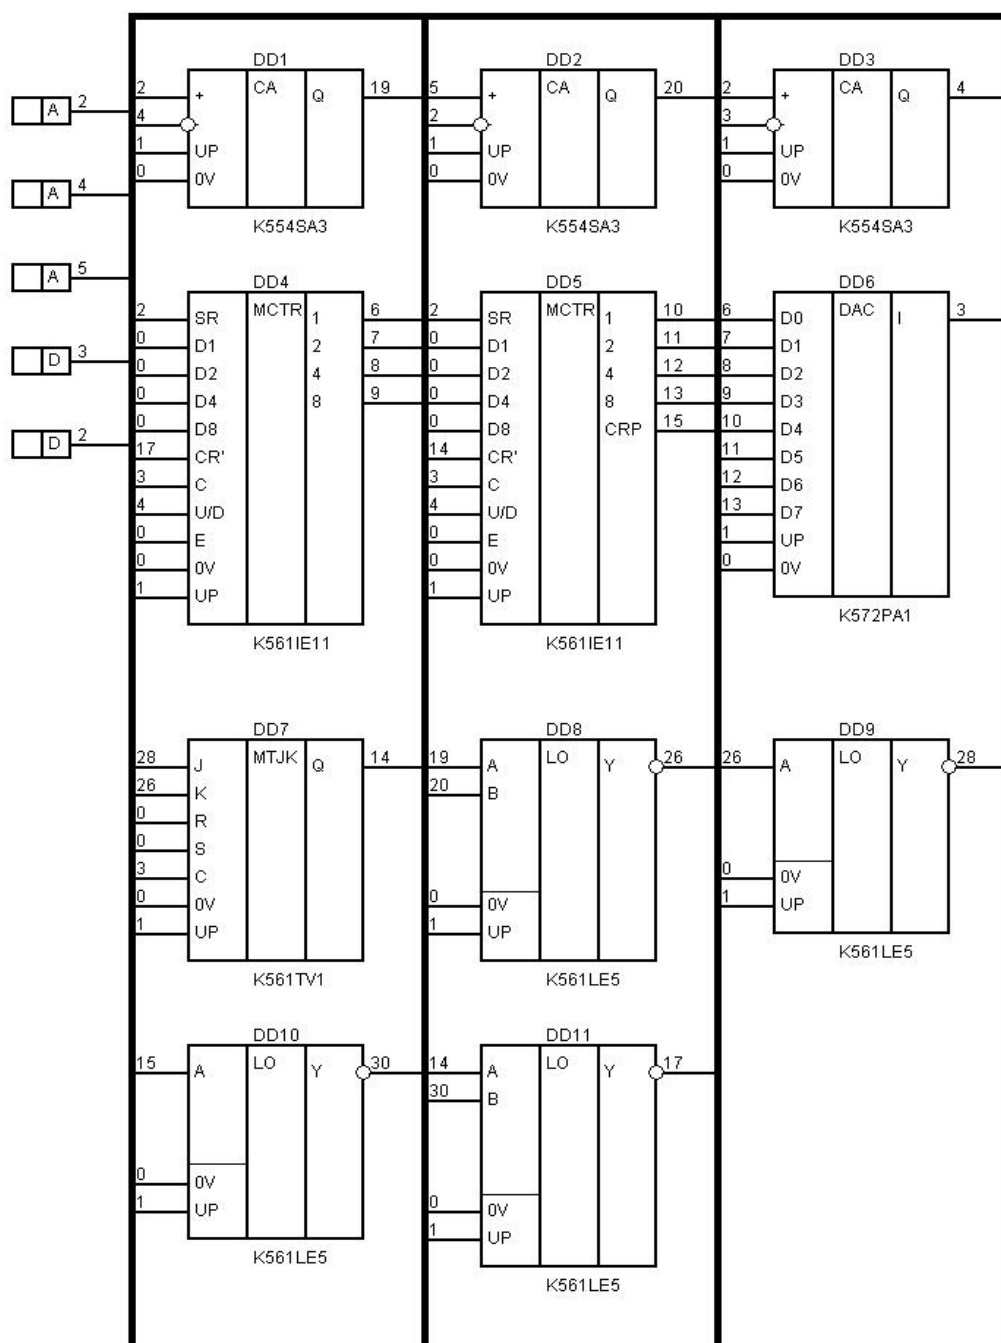 A 2
A 4
A 5
D 3
D 2
DD1
2 + CA Q 19
4
1 UP
0 0V
K554SA3
DD2
5 + CA Q 20
2
1 UP
0 0V
K554SA3
DD3
2 + CA Q 4
3
1 UP
0 0V
K554SA3
DD4
2 SR MCTR 1 6
0 D1 2 7
0 D2 4 8
0 D4 8 9
0 D8
17 CR'
3 C
4 U/D
0 E
0 0V
1 UP
K561IE11
DD5
2 SR MCTR 1 10
0 D1 2 11
0 D2 4 12
0 D4 8 13
0 D8 CRP 15
14 CR'
3 C
4 U/D
0 E
0 0V
1 UP
K561IE11
DD6
6 D0 DAC I 3
7 D1
8 D2
9 D3
10 D4
11 D5
12 D6
13 D7
1 UP
0 0V
K572PA1
DD7
28 J MTJK Q 14
26 K
0 R
0 S
3 C
0 0V
1 UP
K561TV1
DD8
19 A LO Y 26
20 B
0 0V
1 UP
K561LE5
DD9
26 A LO Y 28
0 0V
1 UP
K561LE5
DD10
15 A LO Y 30
0 0V
1 UP
K561LE5
DD11
14 A LO Y 17
30 B
0 0V
1 UP
K561LE5